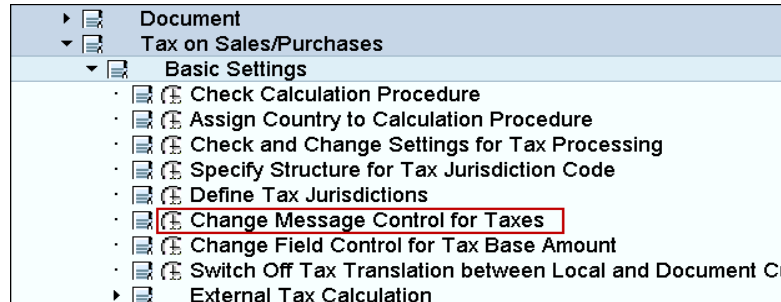 Document
Tax on Sales/Purchases
Basic Settings
Check Calculation Procedure
Assign Country to Calculation Procedure
Check and Change Settings for Tax Processing
Specify Structure for Tax Jurisdiction Code
Define Tax Jurisdictions
Change Message Control for Taxes
Change Field Control for Tax Base Amount
Switch Off Tax Translation between Local and Document
External Tax Calculation